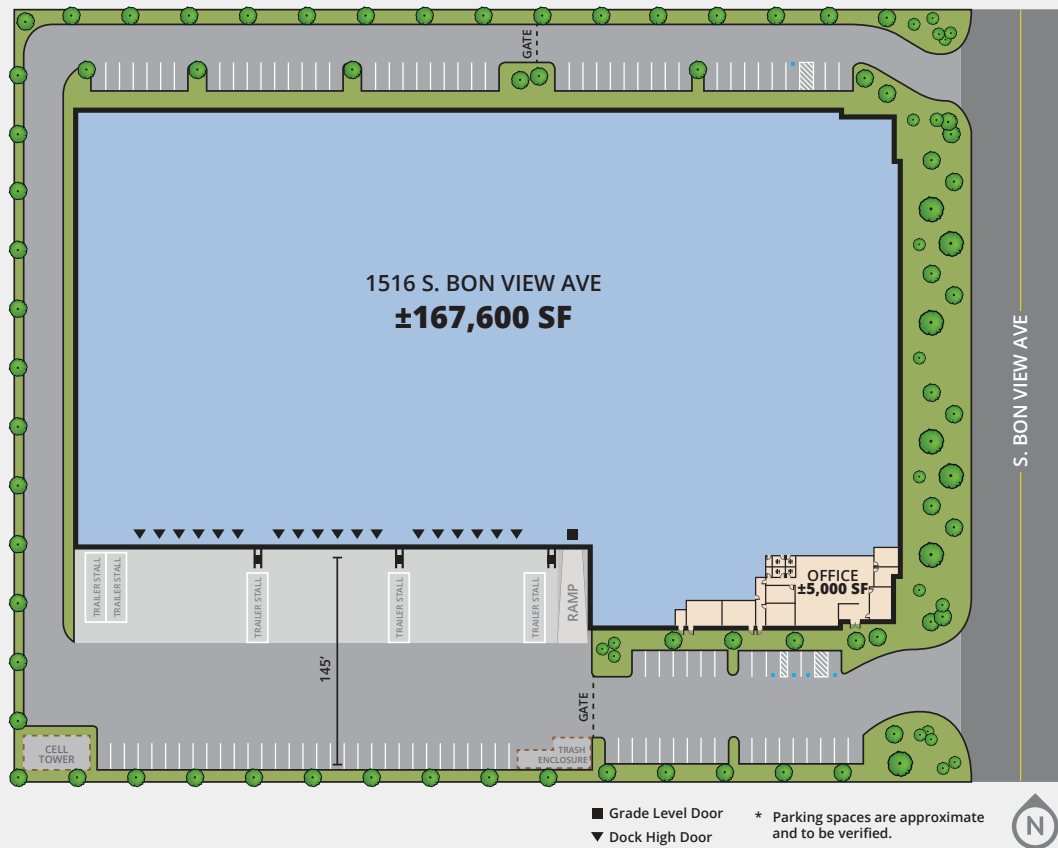 GATE
1516 S. BON VIEW AVE
±167,600 SF
S. BON VIEW AVE
OFFICE
±5,000 SF
TRAILER STALL
TRAILER STALL
TRAILER STALL
TRAILER STALL
TRAILER STALL
RAMP
145'
GATE
CELL
TOWER
TRASH
ENCLOSURE
Grade Level Door
Dock High Door
* Parking spaces are approximate
and to be verified.
N